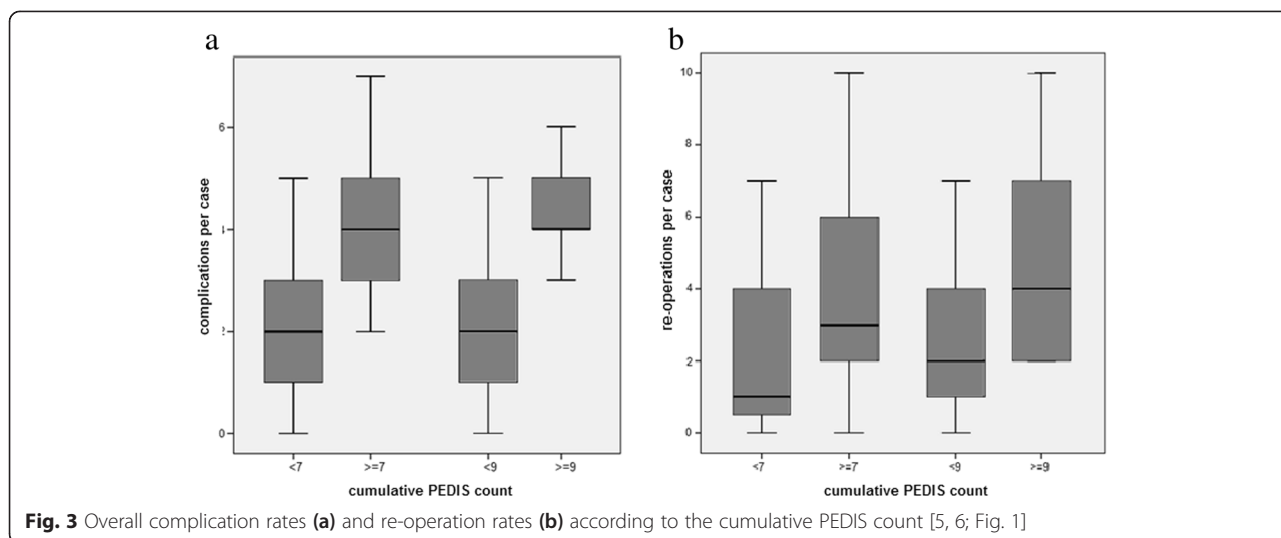 a
6
4
2
0
complications per case
<7
>=7
<9
>=9
cumulative PEDIS count
b
10
8
6
4
2
0
re-operations per case
<7
>=7
<9
>=9
cumulative PEDIS count
Fig. 3 Overall complication rates (a) and re-operation rates (b) according to the cumulative PEDIS count [5, 6; Fig. 1]